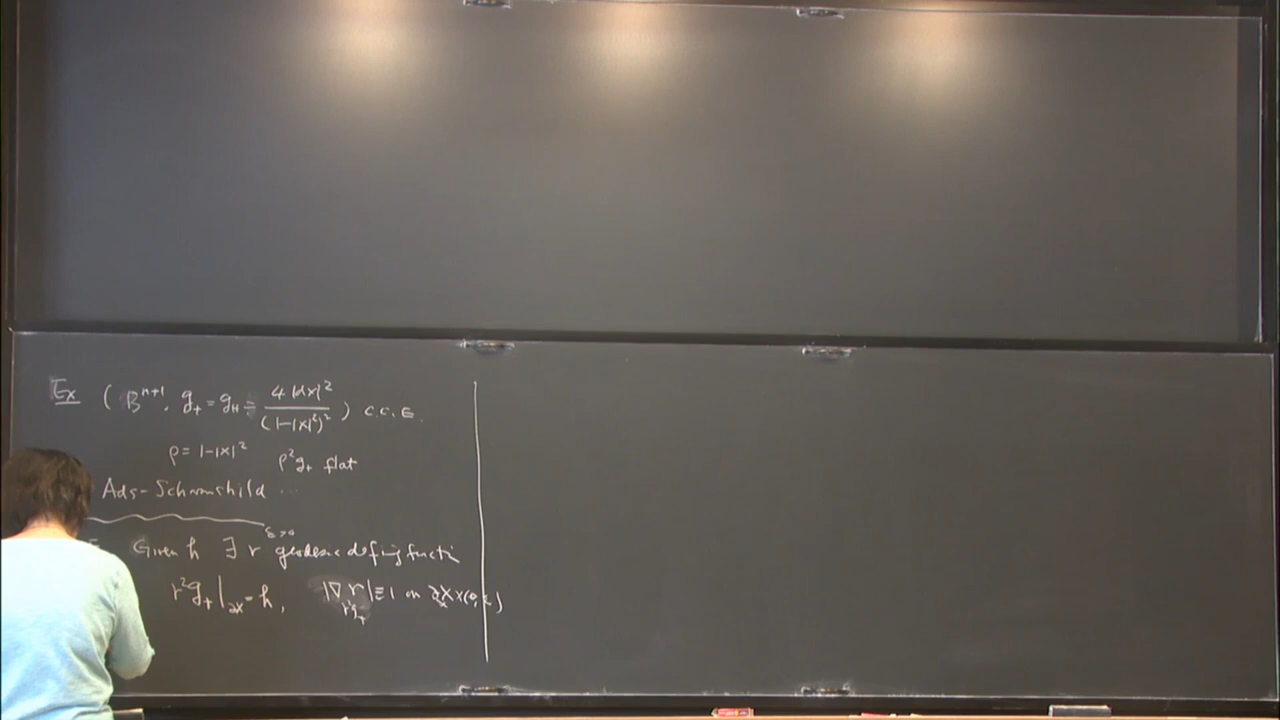 Ex ( B^{n+1}, g_+ = g_H = \frac{4|dx|^2}{(1-|x|^2)^2} ) c.c.E.
ρ = 1-|x|^2 ρ^2 g_+ flat
Ads-Schwarzschild ...
ε>0
Given h ∃ r geodesic defining function
r^2 g_+ |_{∂X} = h, |∇r|_{r^2 g_+} ≡ 1 on ∂X×(0,ε)